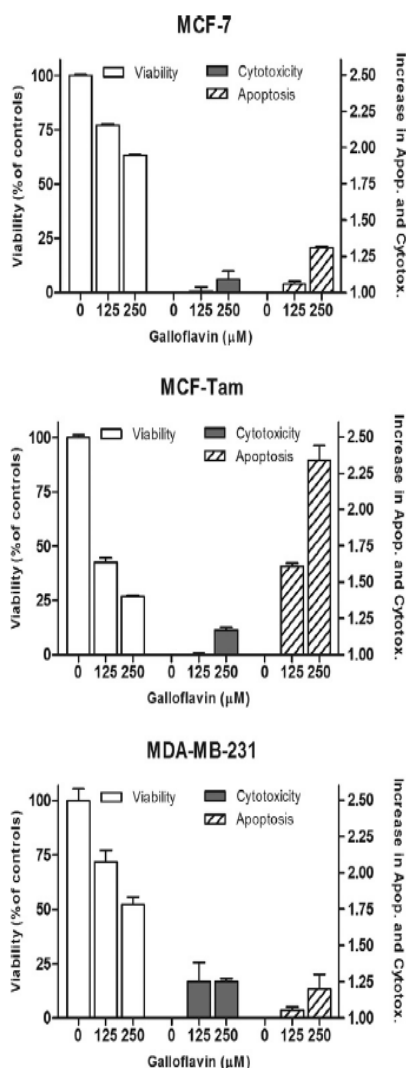 MCF-7
Viability (% of controls)
100
75
50
25
0
Viability
Cytotoxicity
Apoptosis
2.50
2.25
2.00
1.75
1.50
1.25
1.00
Increase in Apop. and Cytotox.
0 125 250 0 125 250 0 125 250
Galloflavin (µM)
MCF-Tam
Viability (% of controls)
100
75
50
25
0
Viability
Cytotoxicity
Apoptosis
2.50
2.25
2.00
1.75
1.50
1.25
1.00
Increase in Apop. and Cytotox.
0 125 250 0 125 250 0 125 250
Galloflavin (µM)
MDA-MB-231
Viability (% of controls)
100
75
50
25
0
Viability
Cytotoxicity
Apoptosis
2.50
2.25
2.00
1.75
1.50
1.25
1.00
Increase in Apop. and Cytotox.
0 125 250 0 125 250 0 125 250
Galloflavin (µM)